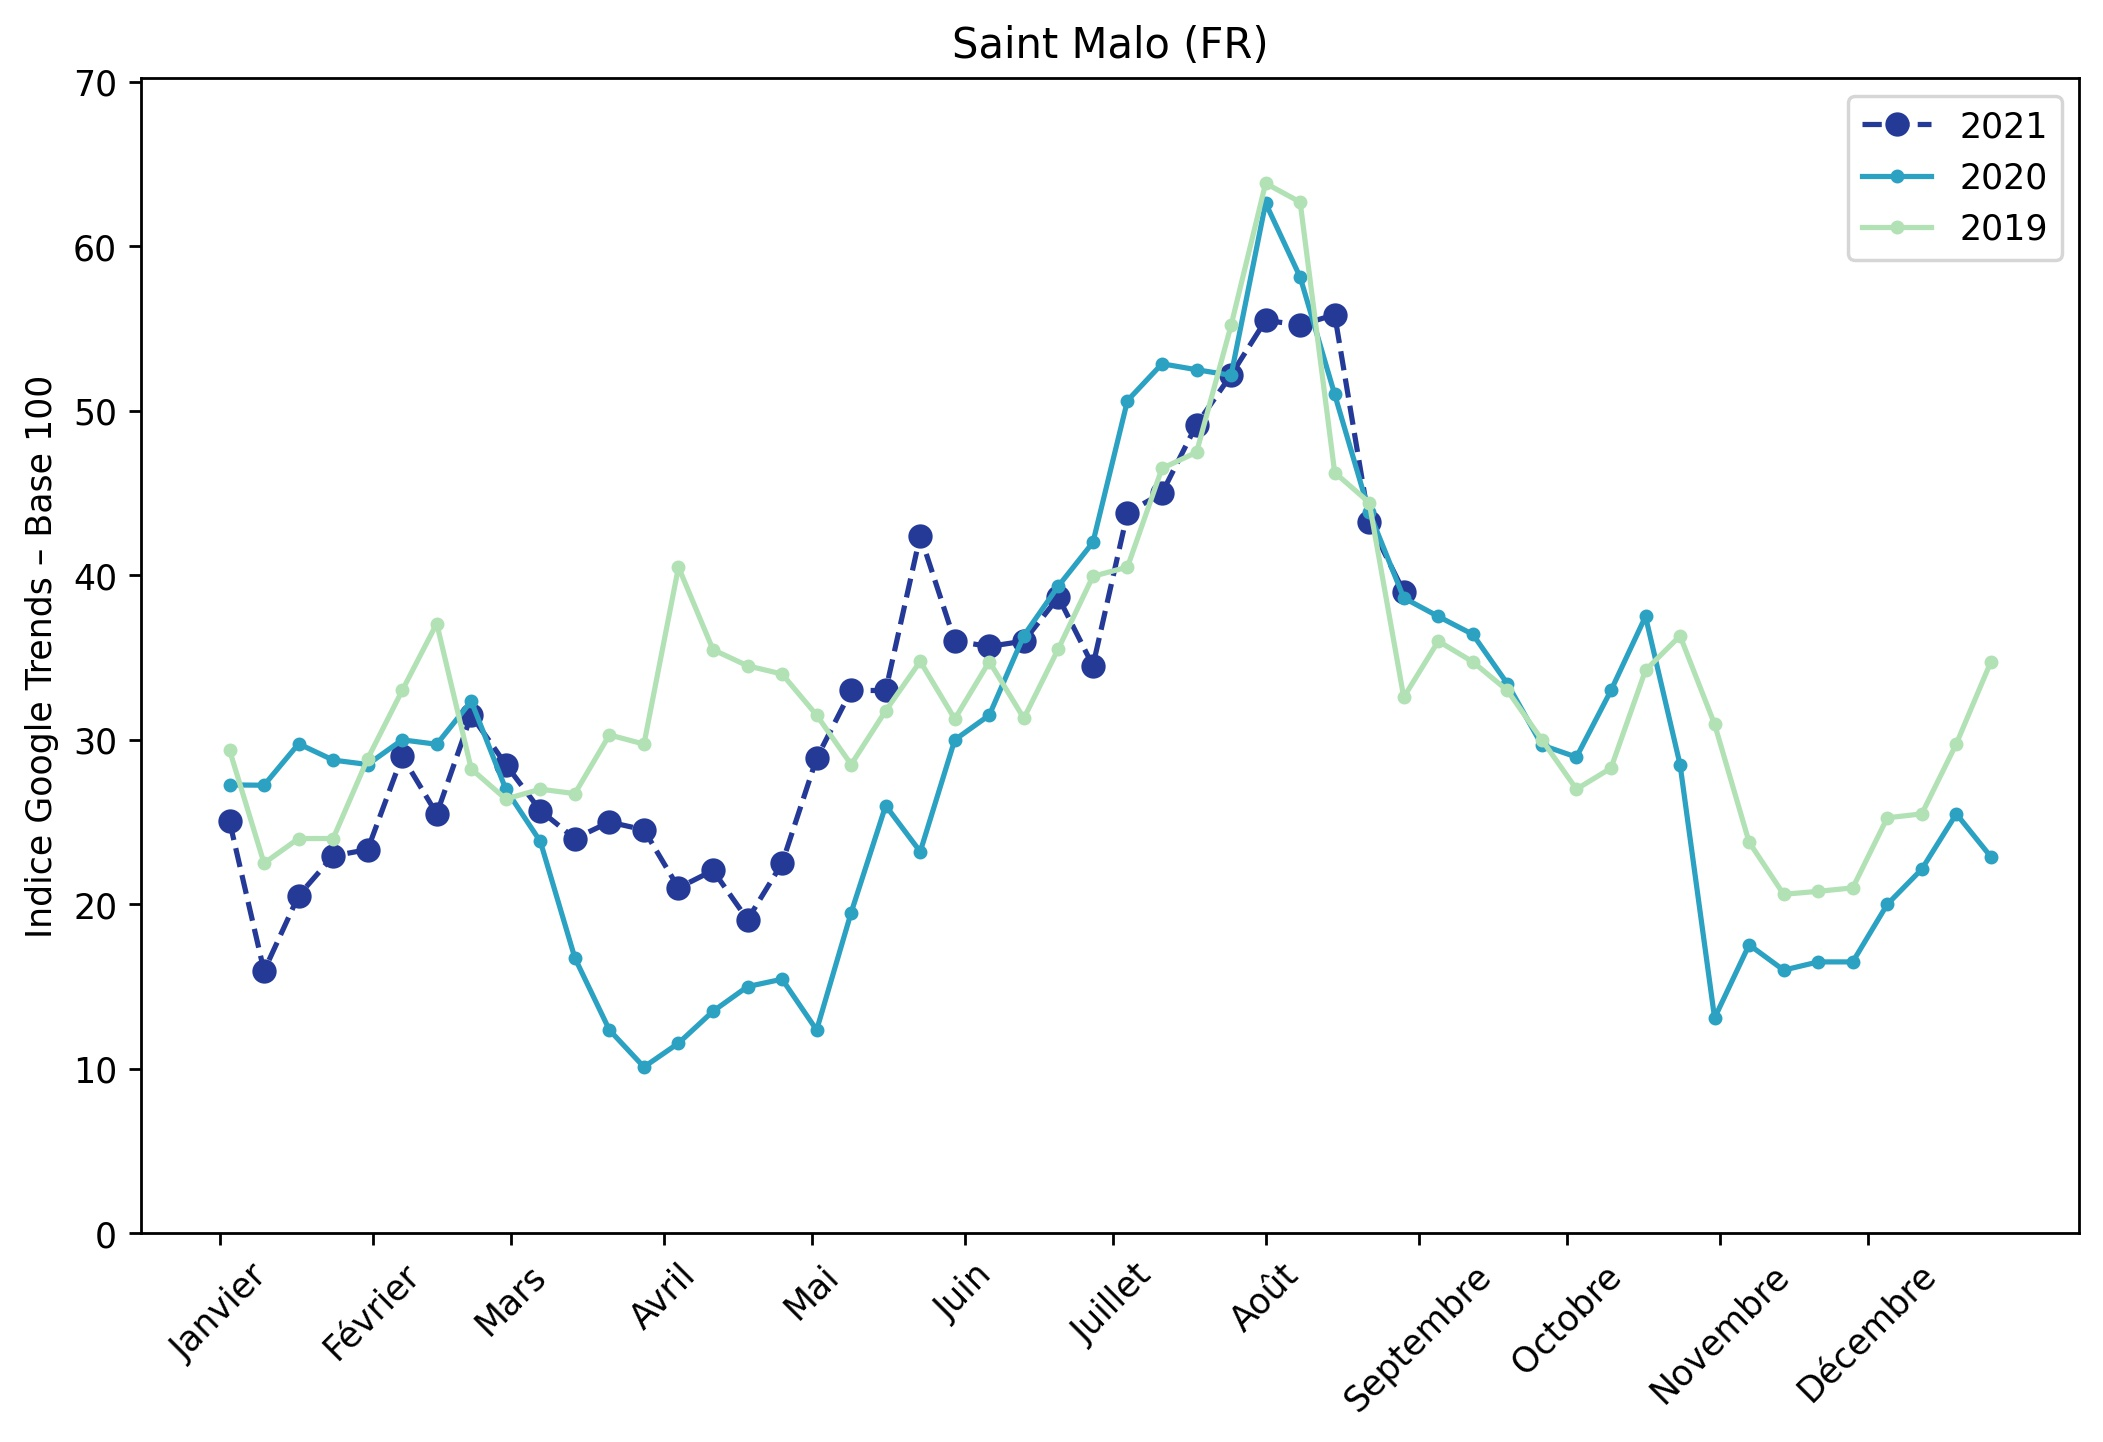 Saint Malo (FR)
Indice Google Trends – Base 100
70
60
50
40
30
20
10
0
2021
2020
2019
Janvier
Février
Mars
Avril
Mai
Juin
Juillet
Août
Septembre
Octobre
Novembre
Décembre